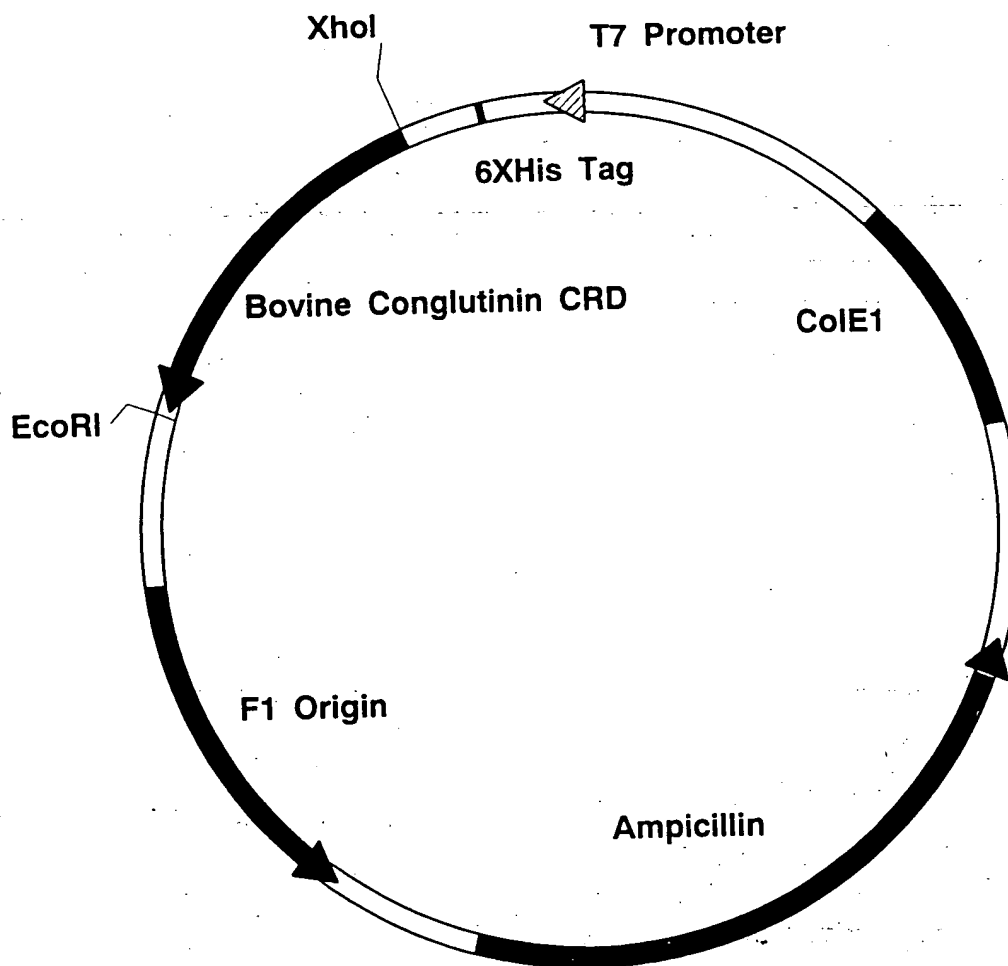 XhoI
T7 Promoter
6XHis Tag
Bovine Conglutinin CRD
ColE1
EcoRI
F1 Origin
Ampicillin